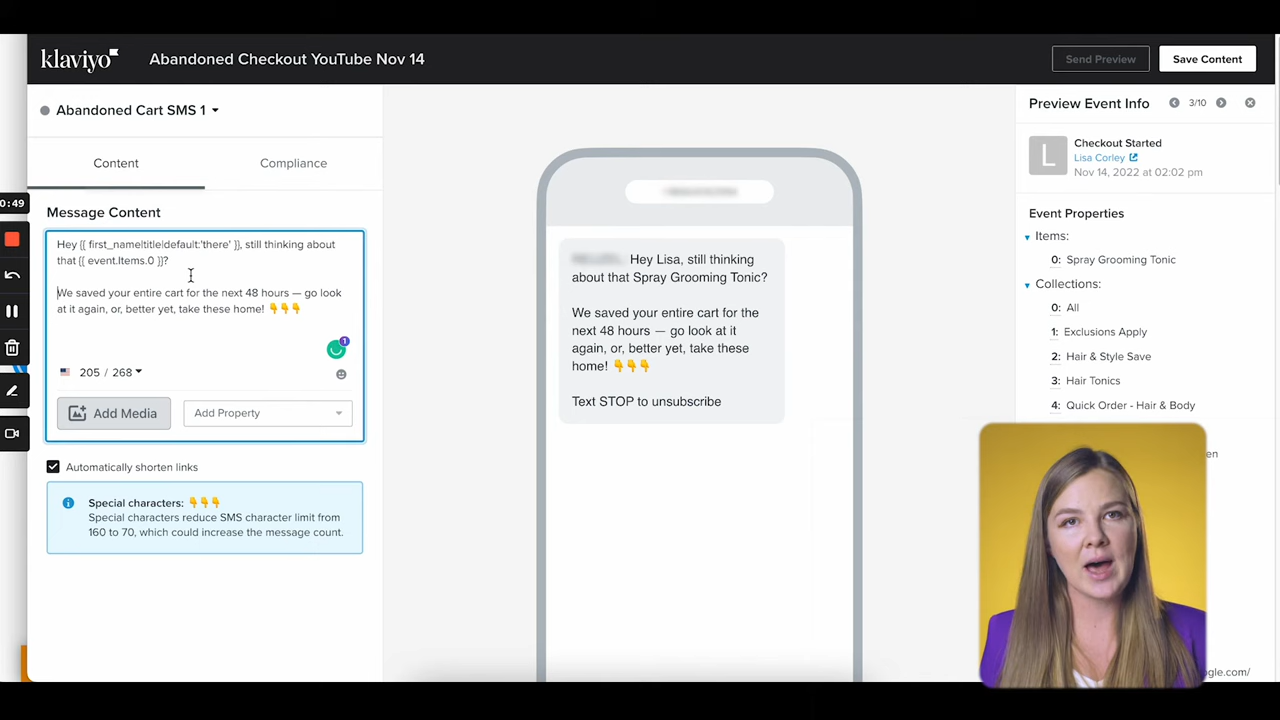 klaviyo
Abandoned Checkout YouTube Nov 14
Send Preview
Save Content
Abandoned Cart SMS 1
Content
Compliance
Message Content
Hey {{ first_name|title|default:'there' }}, still thinking about
that {{ event.Items.0 }}?
We saved your entire cart for the next 48 hours — go look
at it again, or, better yet, take these home! 👇👇👇
1
205 / 268
Add Media
Add Property
Automatically shorten links
Special characters: 👇👇👇
Special characters reduce SMS character limit from
160 to 70, which could increase the message count.
0:49
Hey Lisa, still thinking
about that Spray Grooming Tonic?
We saved your entire cart for the
next 48 hours — go look at it
again, or, better yet, take these
home! 👇👇👇
Text STOP to unsubscribe
Preview Event Info
3/10
L
Checkout Started
Lisa Corley
Nov 14, 2022 at 02:02 pm
Event Properties
Items:
0: Spray Grooming Tonic
Collections:
0: All
1: Exclusions Apply
2: Hair & Style Save
3: Hair Tonics
4: Quick Order - Hair & Body